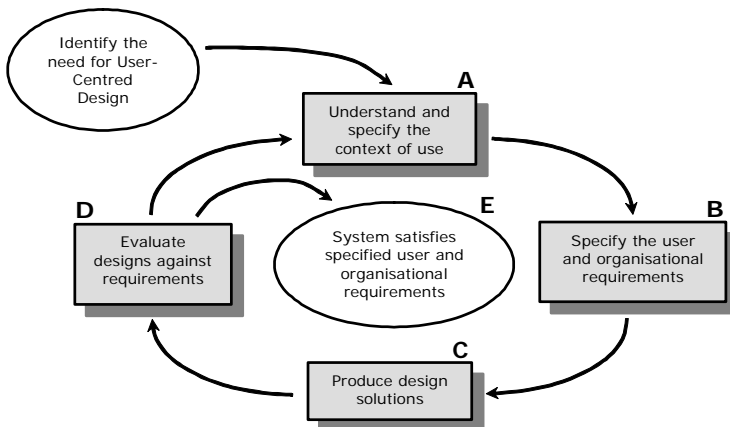 Identify the
need for User-
Centred
Design
A
Understand and
specify the
context of use
B
Specify the user
and organisational
requirements
C
Produce design
solutions
D
Evaluate
designs against
requirements
E
System satisfies
specified user and
organisational
requirements